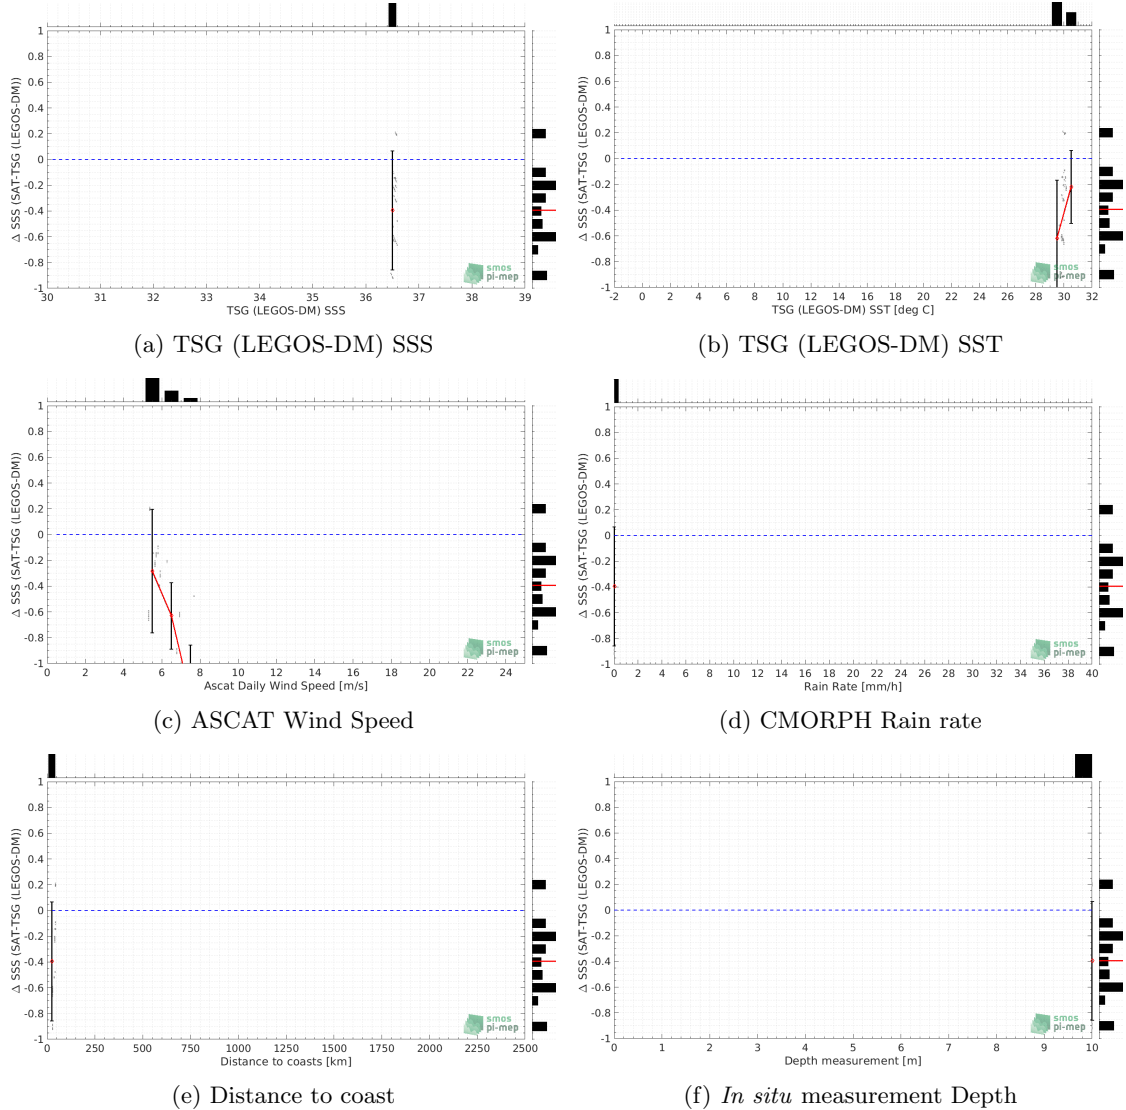 1
0.8
0.6
0.4
0.2
0
-0.2
-0.4
-0.6
-0.8
-1
Δ SSS (SAT-TSG (LEGOS-DM))
smos
pi-mep
30 31 32 33 34 35 36 37 38 39
TSG (LEGOS-DM) SSS
(a) TSG (LEGOS-DM) SSS
1
0.8
0.6
0.4
0.2
0
-0.2
-0.4
-0.6
-0.8
-1
Δ SSS (SAT-TSG (LEGOS-DM))
smos
pi-mep
-2 0 2 4 6 8 10 12 14 16 18 20 22 24 26 28 30 32
TSG (LEGOS-DM) SST [deg C]
(b) TSG (LEGOS-DM) SST
1
0.8
0.6
0.4
0.2
0
-0.2
-0.4
-0.6
-0.8
-1
Δ SSS (SAT-TSG (LEGOS-DM))
smos
pi-mep
0 2 4 6 8 10 12 14 16 18 20 22 24
Ascat Daily Wind Speed [m/s]
(c) ASCAT Wind Speed
1
0.8
0.6
0.4
0.2
0
-0.2
-0.4
-0.6
-0.8
-1
Δ SSS (SAT-TSG (LEGOS-DM))
smos
pi-mep
0 2 4 6 8 10 12 14 16 18 20 22 24 26 28 30 32 34 36 38 40
Rain Rate [mm/h]
(d) CMORPH Rain rate
1
0.8
0.6
0.4
0.2
0
-0.2
-0.4
-0.6
-0.8
-1
Δ SSS (SAT-TSG (LEGOS-DM))
smos
pi-mep
0 250 500 750 1000 1250 1500 1750 2000 2250 2500
Distance to coasts [km]
(e) Distance to coast
1
0.8
0.6
0.4
0.2
0
-0.2
-0.4
-0.6
-0.8
-1
Δ SSS (SAT-TSG (LEGOS-DM))
smos
pi-mep
0 1 2 3 4 5 6 7 8 9 10
Depth measurement [m]
(f) In situ measurement Depth